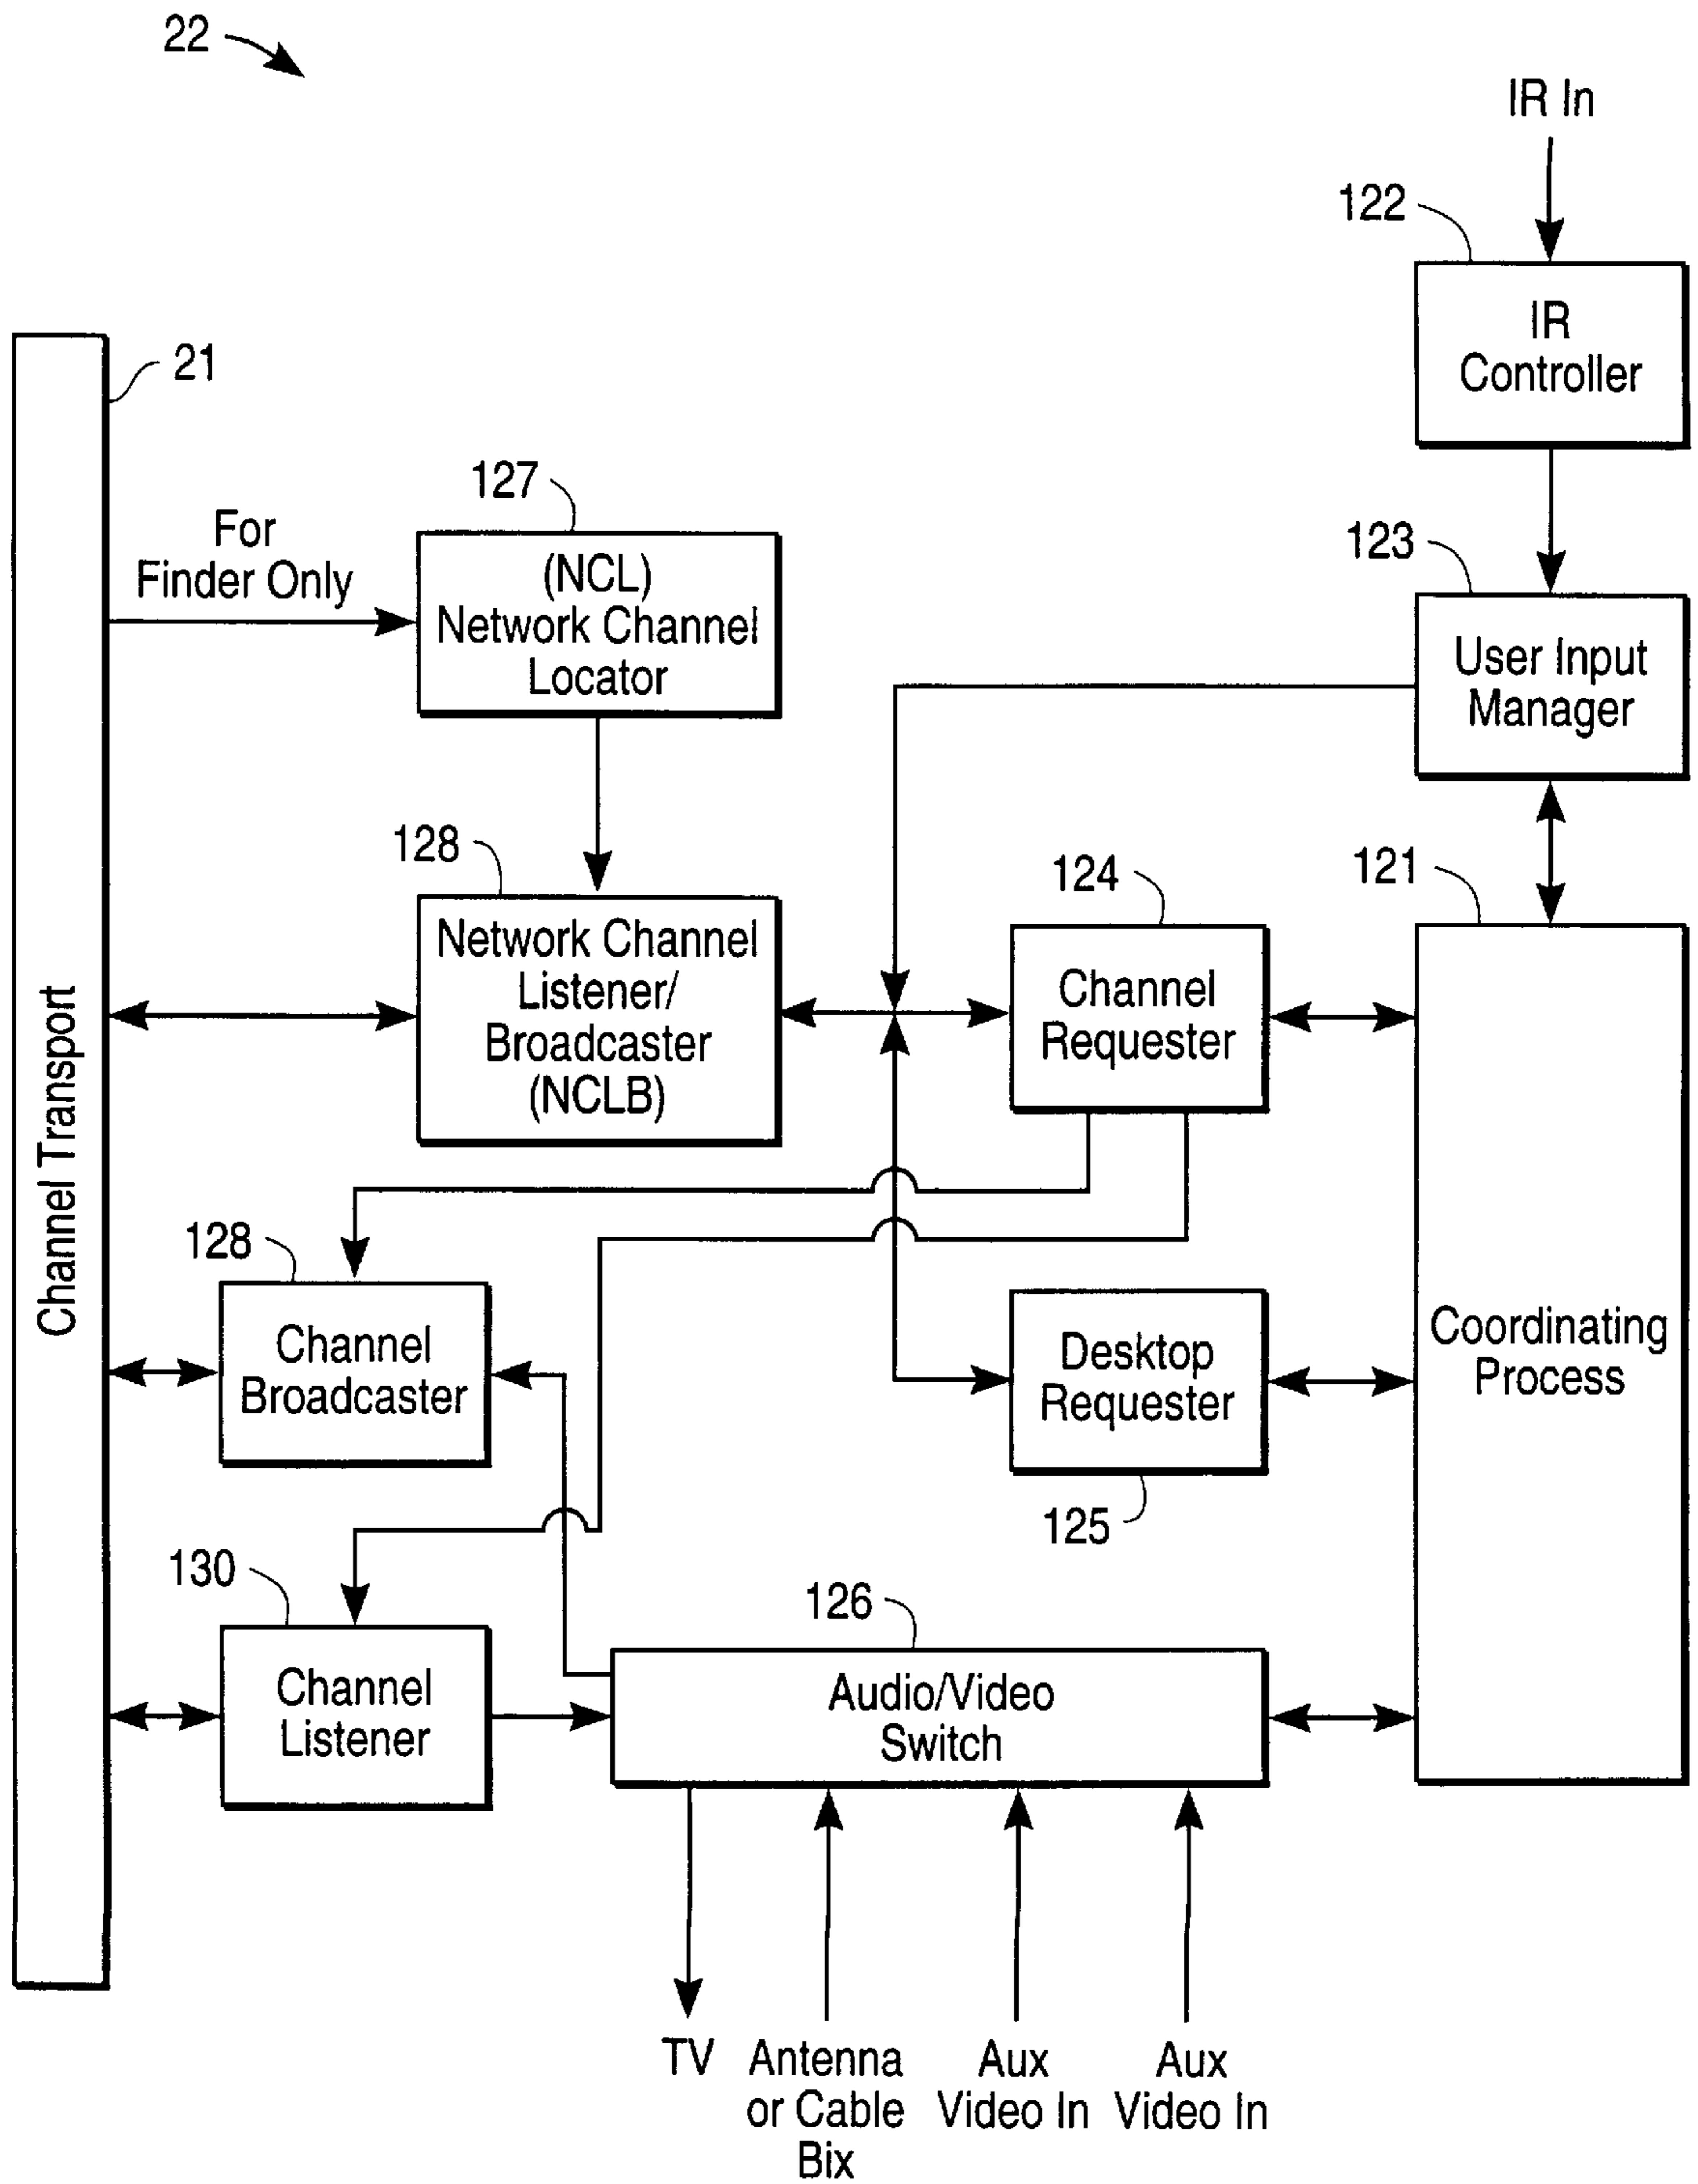 22
IR In
122
IR
Controller
21
127
For
Finder Only
(NCL)
Network Channel
Locator
123
User Input
Manager
128
Network Channel
Listener/
Broadcaster
(NCLB)
124
Channel
Requester
121
Coordinating
Process
Channel Transport
128
Channel
Broadcaster
Desktop
Requester
125
130
Channel
Listener
126
Audio/Video
Switch
TV
Antenna
or Cable
Bix
Aux
Video In
Aux
Video In